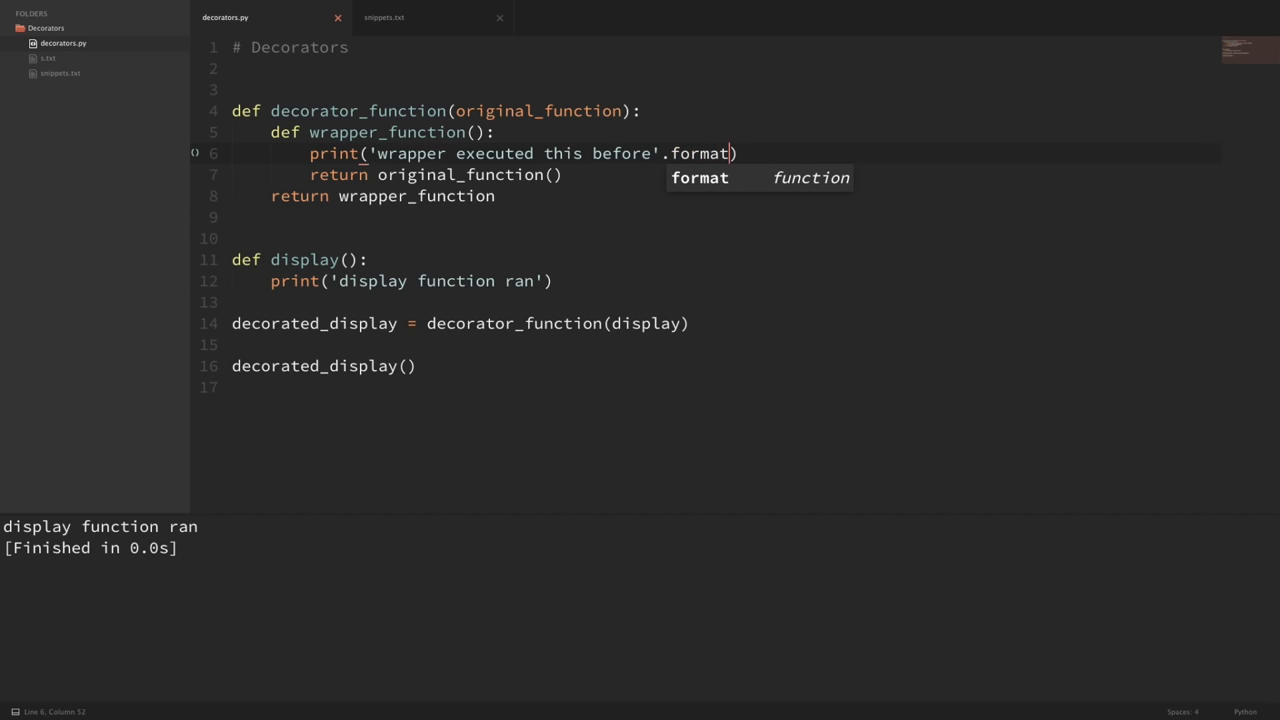 FOLDERS
Decorators
decorators.py
s.txt
snippets.txt
decorators.py
snippets.txt
1 # Decorators
2
3
4 def decorator_function(original_function):
5     def wrapper_function():
6         print('wrapper executed this before'.format)
format function
7         return original_function()
8     return wrapper_function
9
10
11 def display():
12     print('display function ran')
13
14 decorated_display = decorator_function(display)
15
16 decorated_display()
17
display function ran
[Finished in 0.0s]
Line 6, Column 52
Spaces: 4
Python